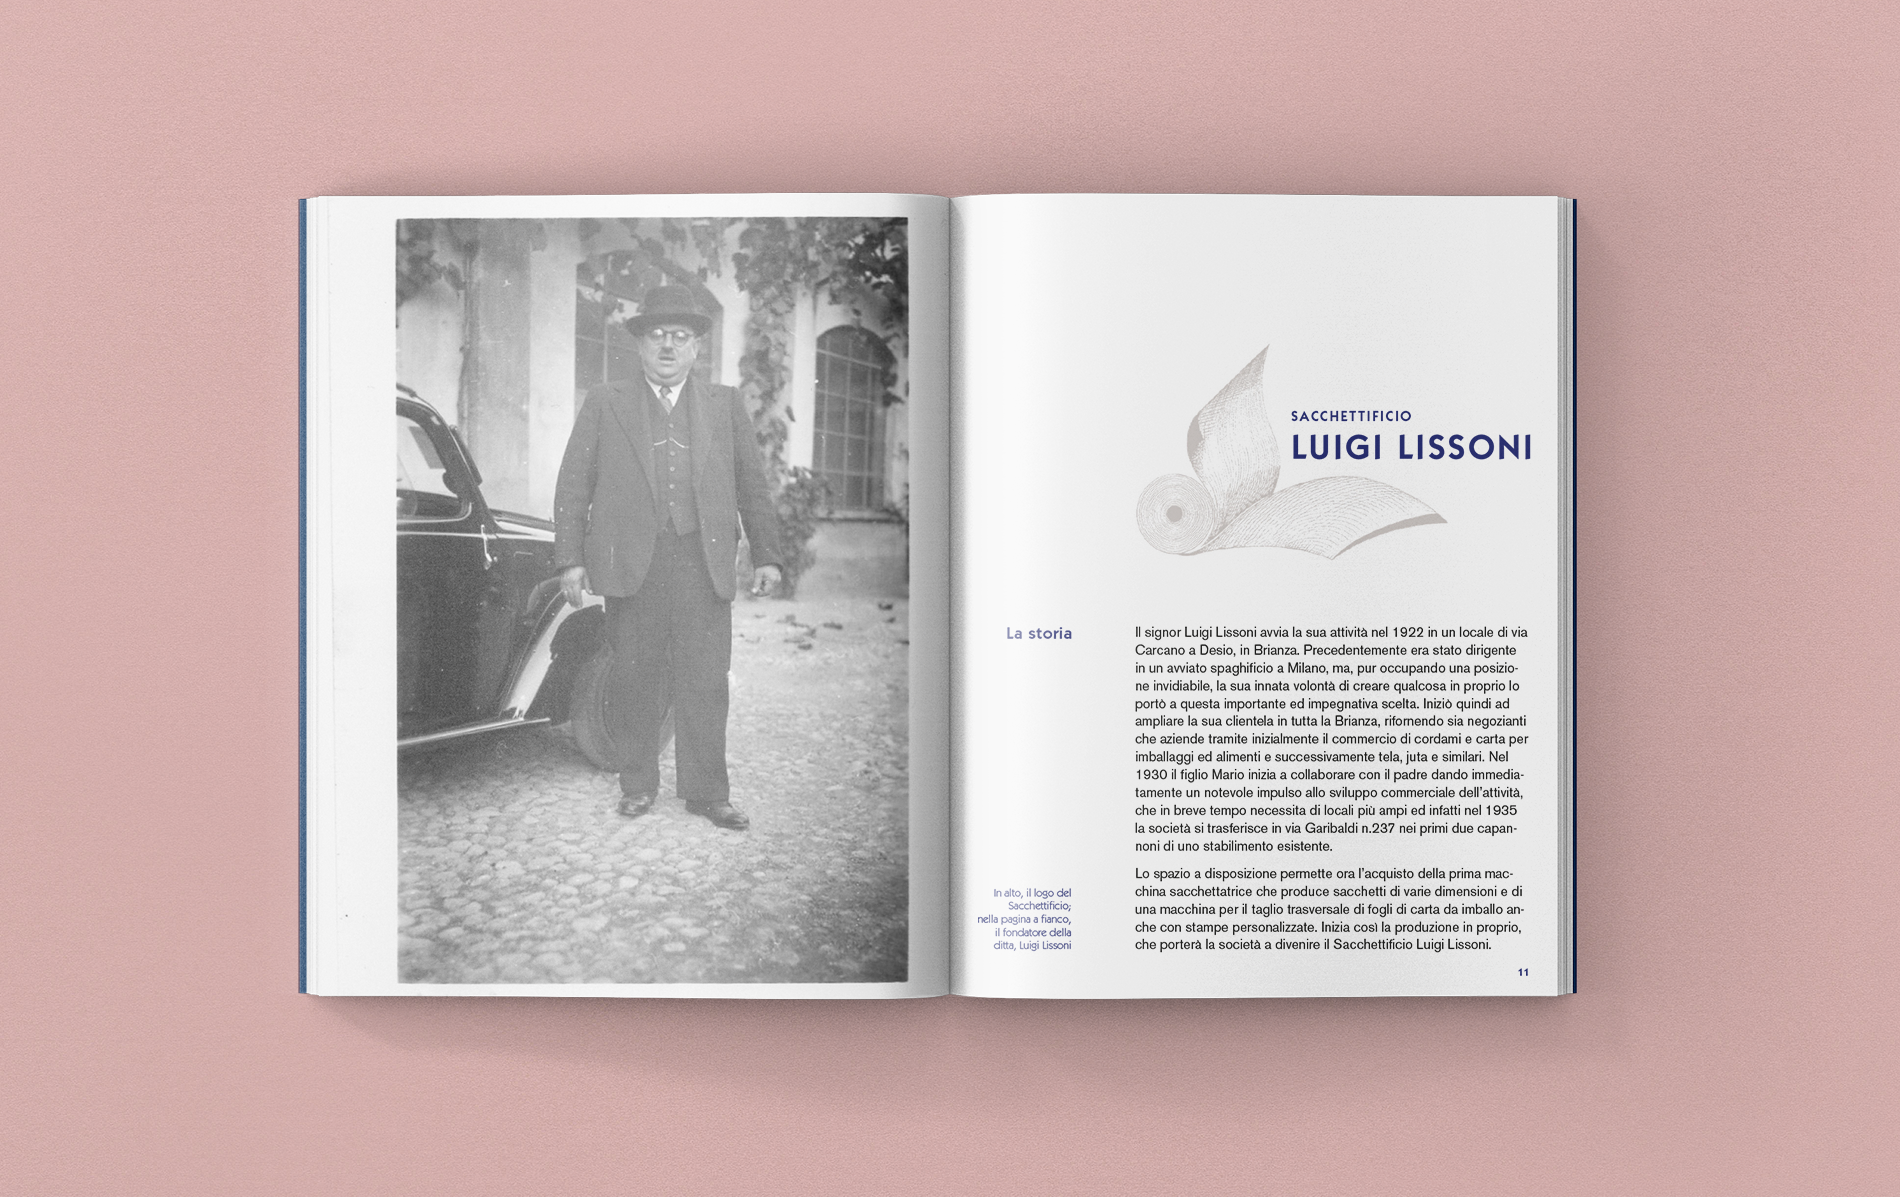 SACCHETTIFICIO
LUIGI LISSONI
La storia
Il signor Luigi Lissoni avvia la sua attività nel 1922 in un locale di via
Carcano a Desio, in Brianza. Precedentemente era stato dirigente
in un avviato spaghificio a Milano, ma, pur occupando una posizio-
ne invidiabile, la sua innata volontà di creare qualcosa in proprio lo
portò a questa importante ed impegnativa scelta. Iniziò quindi ad
ampliare la sua clientela in tutta la Brianza, rifornendo sia negozianti
che aziende tramite inizialmente il commercio di cordami e carta per
imballaggi ed alimenti e successivamente tela, juta e similari. Nel
1930 il figlio Mario inizia a collaborare con il padre dando immedia-
tamente un notevole impulso allo sviluppo commerciale dell'attività,
che in breve tempo necessita di locali più ampi ed infatti nel 1935
la società si trasferisce in via Garibaldi n.237 nei primi due capan-
noni di uno stabilimento esistente.
Lo spazio a disposizione permette ora l'acquisto della prima mac-
china sacchettatrice che produce sacchetti di varie dimensioni e di
una macchina per il taglio trasversale di fogli di carta da imballo an-
che con stampe personalizzate. Inizia così la produzione in proprio,
che porterà la società a divenire il Sacchettificio Luigi Lissoni.
In alto, il logo del
Sacchettificio;
nella pagina a fianco,
il fondatore della
ditta, Luigi Lissoni
11